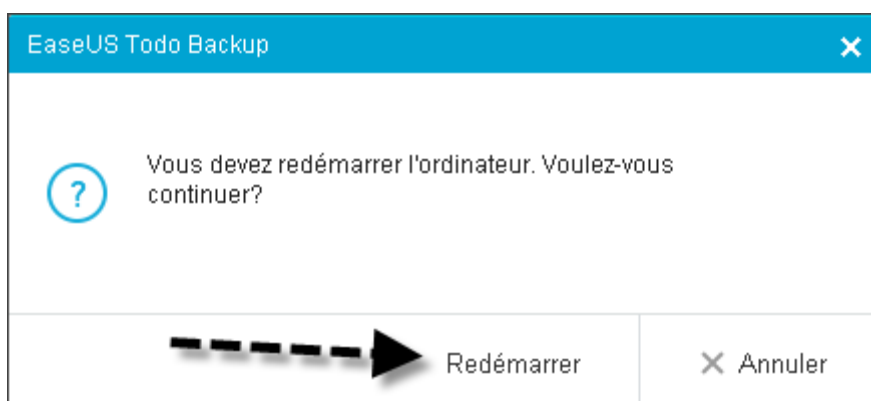 EaseUS Todo Backup
Vous devez redémarrer l'ordinateur. Voulez-vous
continuer?
Redémarrer
Annuler